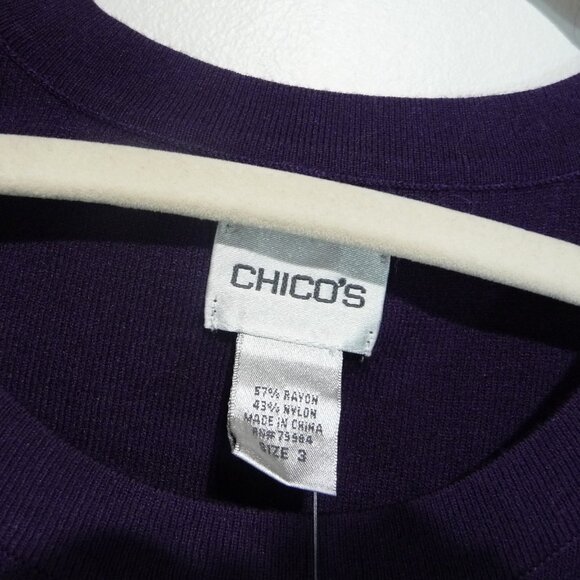 CHICO'S
57% RAYON
43% NYLON
MADE IN CHINA
RN# 79984
SIZE 3